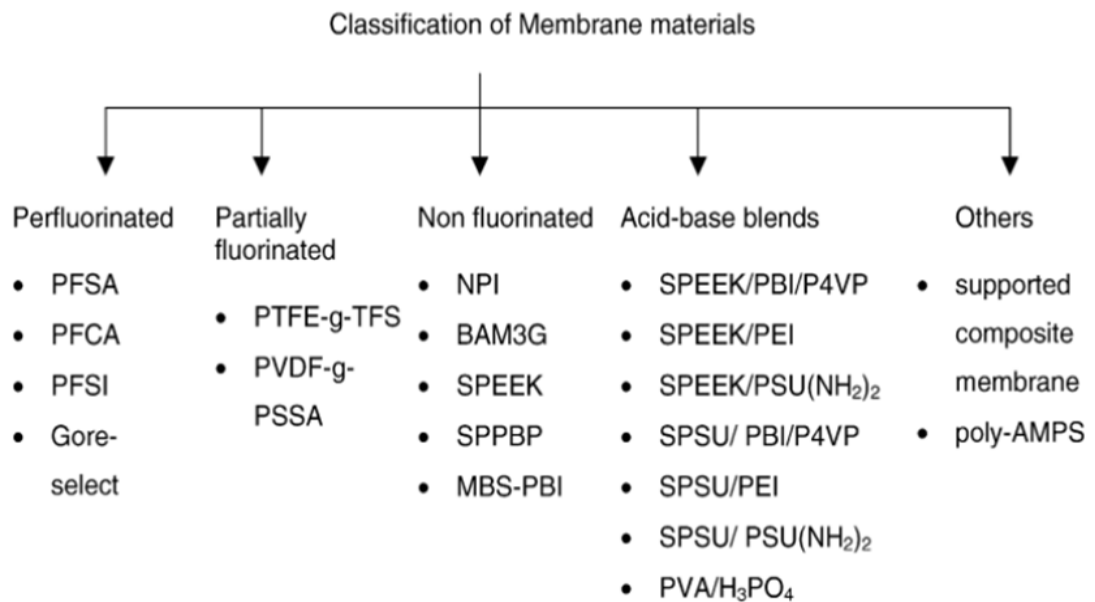 Classification of Membrane materials
Perfluorinated
• PFSA
• PFCA
• PFSI
• Gore-
select
Partially
fluorinated
• PTFE-g-TFS
• PVDF-g-
PSSA
Non fluorinated
• NPI
• BAM3G
• SPEEK
• SPPBP
• MBS-PBI
Acid-base blends
• SPEEK/PBI/P4VP
• SPEEK/PEI
• SPEEK/PSU(NH₂)₂
• SPSU/ PBI/P4VP
• SPSU/PEI
• SPSU/ PSU(NH₂)₂
• PVA/H₃PO₄
Others
• supported
composite
membrane
• poly-AMPS